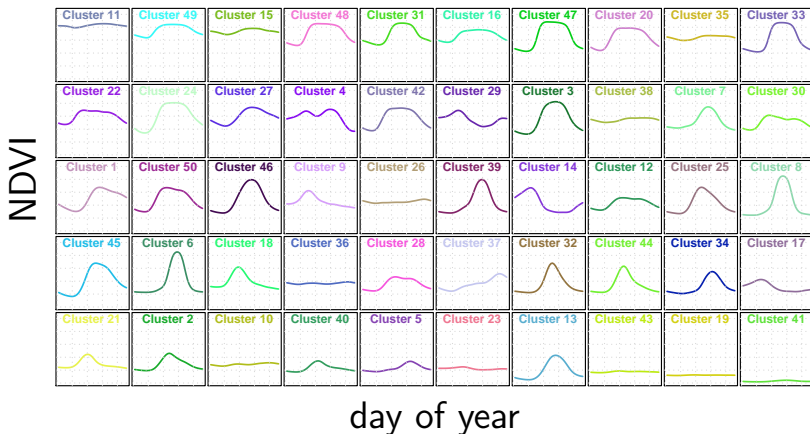 Cluster 11 Cluster 49 Cluster 15 Cluster 48 Cluster 31 Cluster 16 Cluster 47 Cluster 20 Cluster 35 Cluster 33
Cluster 22 Cluster 24 Cluster 27 Cluster 4 Cluster 42 Cluster 29 Cluster 3 Cluster 38 Cluster 7 Cluster 30
NDVI
Cluster 1 Cluster 50 Cluster 46 Cluster 9 Cluster 26 Cluster 39 Cluster 14 Cluster 12 Cluster 25 Cluster 8
Cluster 45 Cluster 6 Cluster 18 Cluster 36 Cluster 28 Cluster 37 Cluster 32 Cluster 44 Cluster 34 Cluster 17
Cluster 21 Cluster 2 Cluster 10 Cluster 40 Cluster 5 Cluster 23 Cluster 13 Cluster 43 Cluster 19 Cluster 41
day of year